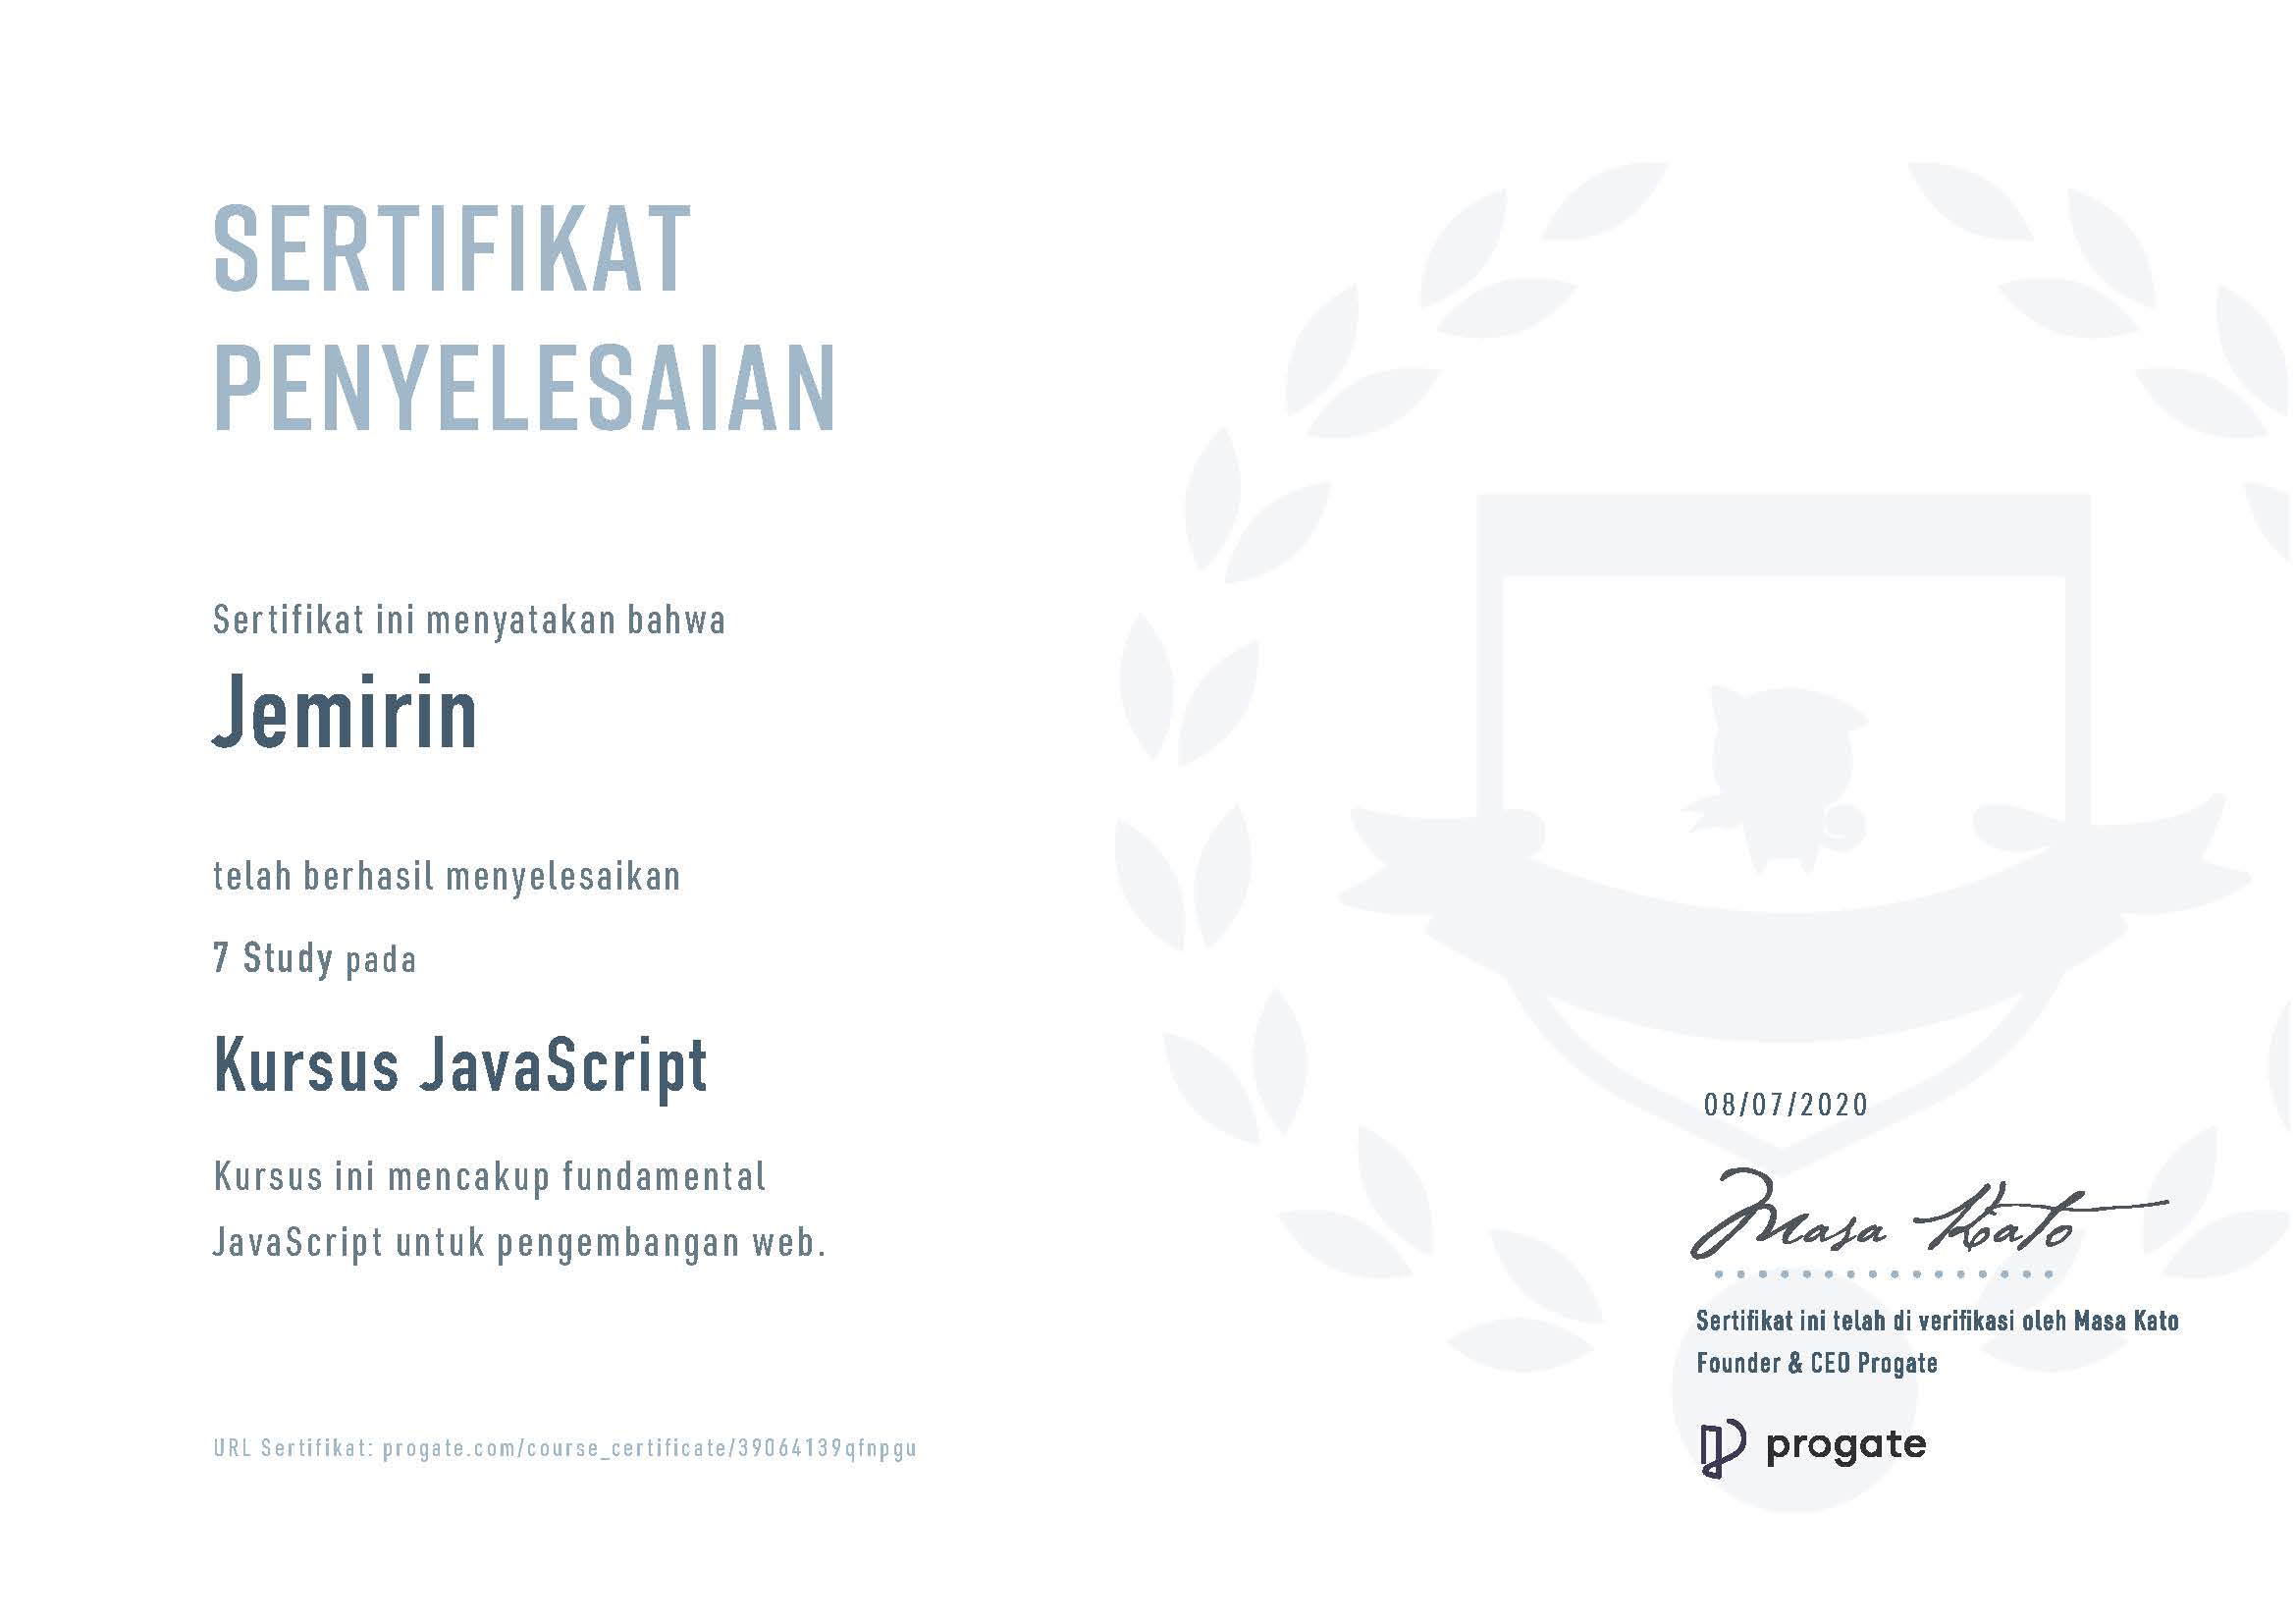 SERTIFIKAT
PENYELESAIAN
Sertifikat ini menyatakan bahwa
Jemirin
telah berhasil menyelesaikan
7 Study pada
Kursus JavaScript
Kursus ini mencakup fundamental
JavaScript untuk pengembangan web.
URL Sertifikat: progate.com/course_certificate/39064139qfnpgu
08/07/2020
Masa Kato
Sertifikat ini telah di verifikasi oleh Masa Kato
Founder & CEO Progate
progate